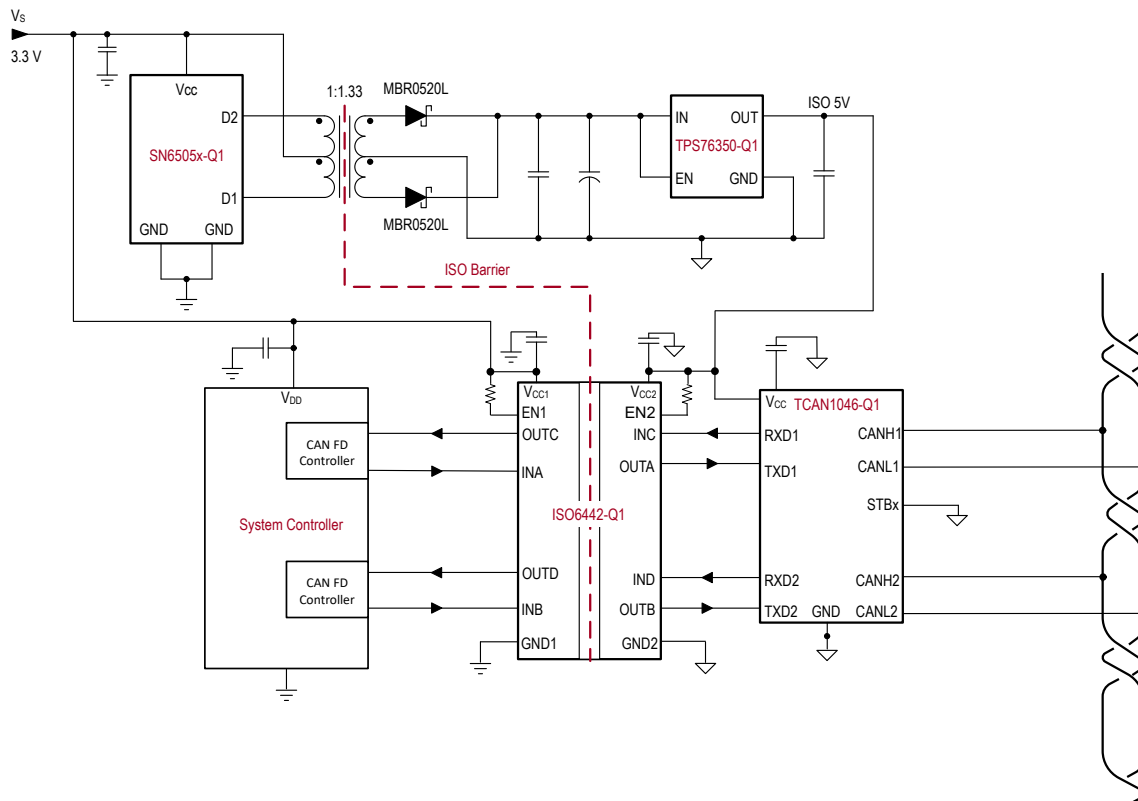 VS
3.3 V
VCC
D2
SN6505x-Q1
D1
GND
GND
1:1.33
MBR0520L
MBR0520L
IN
OUT
TPS76350-Q1
EN
GND
ISO 5V
ISO Barrier
VDD
CAN FD
Controller
System Controller
CAN FD
Controller
VCC1
EN1
OUTC
INA
OUTD
INB
GND1
ISO6442-Q1
VCC2
EN2
INC
OUTA
IND
OUTB
GND2
VCC
TCAN1046-Q1
RXD1
TXD1
RXD2
TXD2
GND
CANH1
CANL1
STBx
CANH2
CANL2